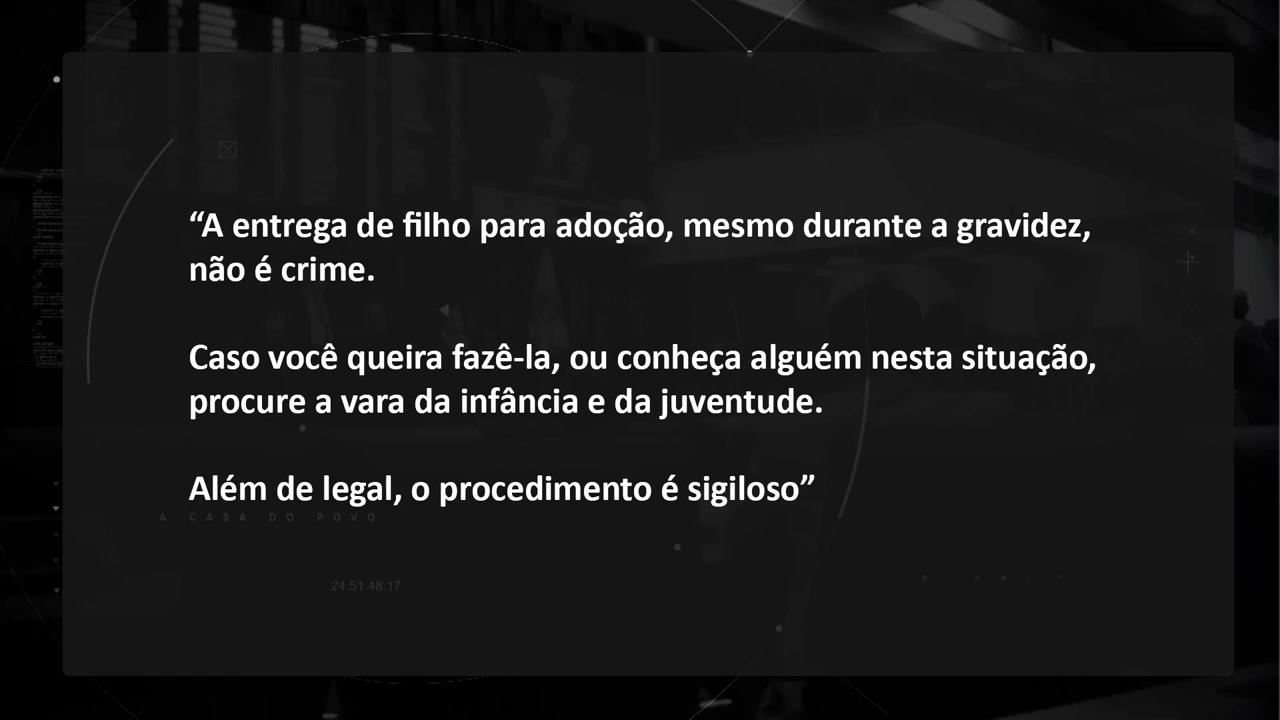 “A entrega de filho para adoção, mesmo durante a gravidez,
não é crime.
Caso você queira fazê-la, ou conheça alguém nesta situação,
procure a vara da infância e da juventude.
Além de legal, o procedimento é sigiloso”
A CASA DO POVO
24:51:48:17